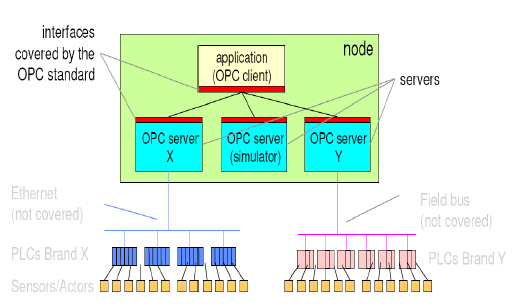 interfaces
covered by the
OPC standard
node
application
(OPC client)
servers
OPC server
X
OPC server
(simulator)
OPC server
Y
Ethernet
(not covered)
Field bus
(not covered)
PLCs Brand X
PLCs Brand Y
Sensors/Actors